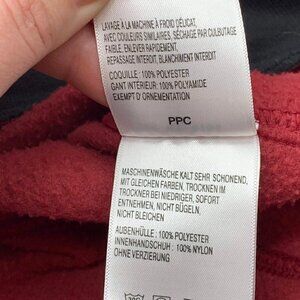 LAVAGE À LA MACHINE À FROID DÉLICAT,
AVEC COULEURS SIMILAIRES, SÉCHAGE PAR CULBUTAGE
FAIBLE, ENLEVER RAPIDEMENT,
REPASSAGE INTERDIT, BLANCHIMENT INTERDIT.
COQUILLE: 100% POLYESTER
GANT INTÉRIEUR: 100% POLYAMIDE
EXEMPT D'ORNEMENTATION
PPC
MASCHINENWÄSCHE KALT SEHR SCHONEND,
MIT GLEICHEN FARBEN, TROCKNEN IM
TROCKNER BEI NIEDRIGER, SOFORT
ENTNEHMEN, NICHT BÜGELN,
NICHT BLEICHEN.
AUßENHÜLLE: 100% POLYESTER
INNENHANDSCHUH: 100% NYLON
OHNE VERZIERUNG